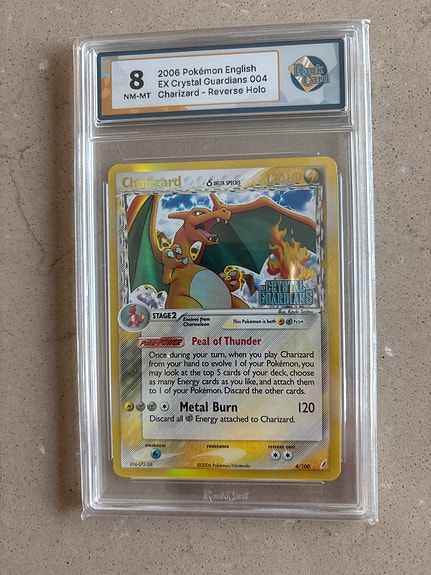 8
NM-MT
2006 Pokémon English
EX Crystal Guardians 004
Charizard - Reverse Holo
Rock
Card
Charizard
δ DELTA SPECIES
120 HP
CRYSTAL
GUARDIANS
STAGE 2
Evolves from
Charmeleon
This Pokémon is both type.
Poké-POWER Peal of Thunder
Once during your turn, when you play Charizard
from your hand to evolve 1 of your Pokémon, you
may look at the top 5 cards of your deck, choose
as many Energy cards as you like, and attach them
to 1 of your Pokémon. Discard the other cards.
Metal Burn 120
Discard all Energy attached to Charizard.
weakness resistance retreat cost
©2006 Pokémon/Nintendo
4/100
RockCard